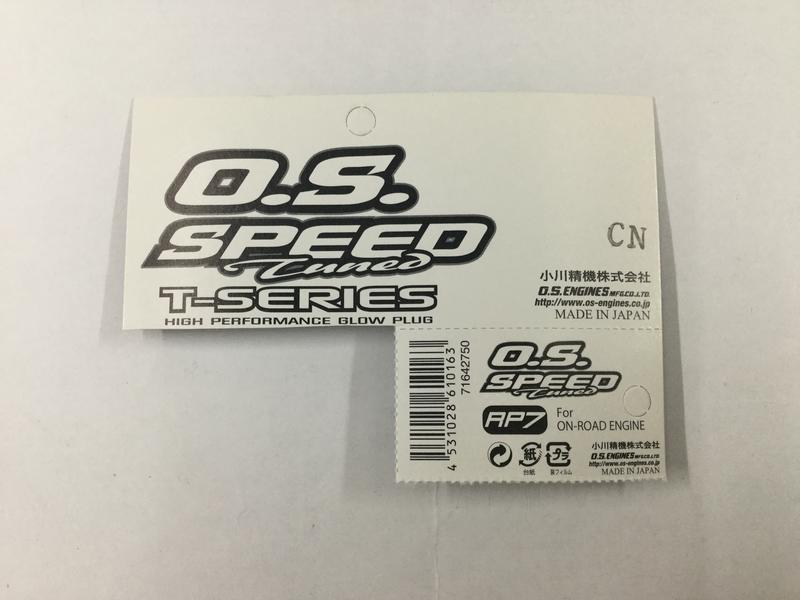 O.S.
SPEED
Tuned
T-SERIES
HIGH PERFORMANCE GLOW PLUG
CN
小川精機株式会社
O.S.ENGINES MFG.CO.,LTD.
http://www.os-engines.co.jp
MADE IN JAPAN
4 531028 610163
71642750
O.S.
SPEED
Tuned
RP7
For
ON-ROAD ENGINE
紙
台紙
プラ
裏フィルム
小川精機株式会社
O.S.ENGINES MFG.CO.,LTD.
http://www.os-engines.co.jp
MADE IN JAPAN